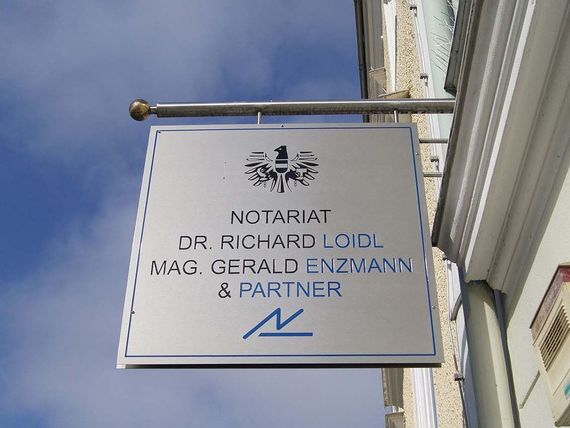 NOTARIAT
DR. RICHARD LOIDL
MAG. GERALD ENZMANN
& PARTNER